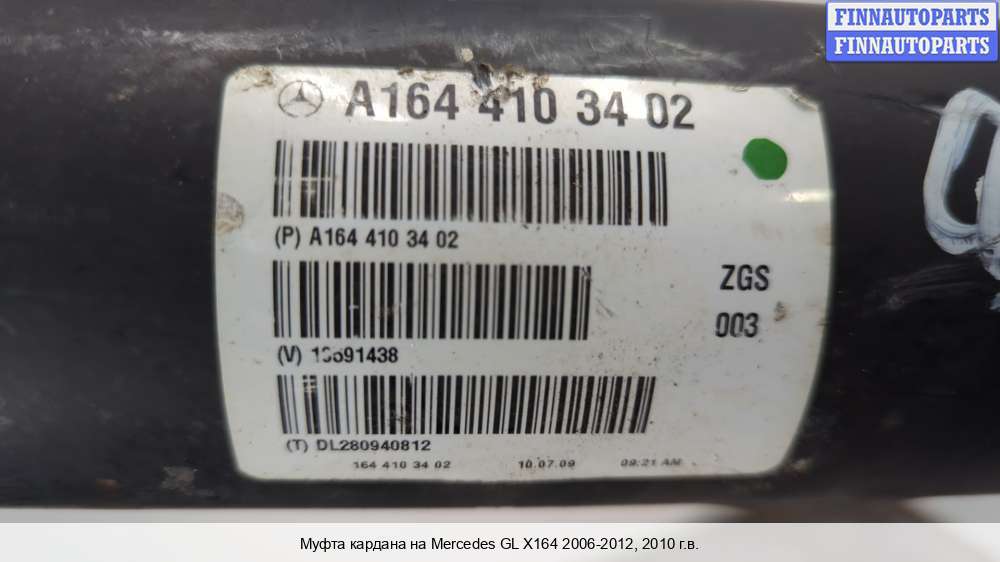 FINNAUTOPARTS
FINNAUTOPARTS
A164 410 34 02
(P) A164 410 34 02
ZGS
003
(V)
(T) DL280940812
164 410 34 02 10.07.09 09:21 AM
Муфта кардана на Mercedes GL X164 2006-2012, 2010 г.в.